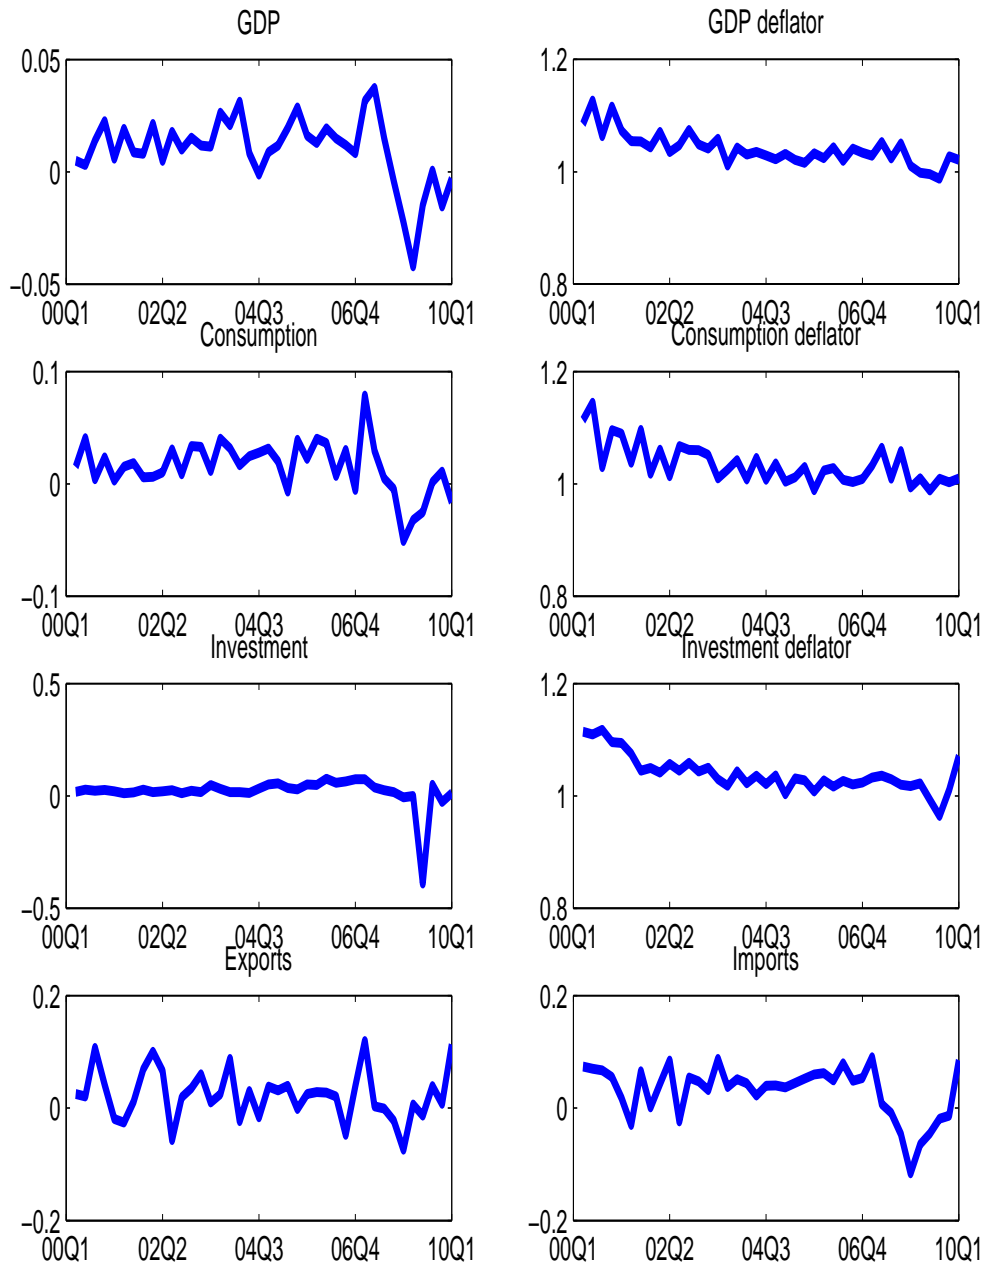 GDP
0.05
0
−0.05
00Q1 02Q2 04Q3 06Q4 10Q1
GDP deflator
1.2
1
0.8
00Q1 02Q2 04Q3 06Q4 10Q1
Consumption
0.1
0
−0.1
00Q1 02Q2 04Q3 06Q4 10Q1
Consumption deflator
1.2
1
0.8
00Q1 02Q2 04Q3 06Q4 10Q1
Investment
0.5
0
−0.5
00Q1 02Q2 04Q3 06Q4 10Q1
Investment deflator
1.2
1
0.8
00Q1 02Q2 04Q3 06Q4 10Q1
Exports
0.2
0
−0.2
00Q1 02Q2 04Q3 06Q4 10Q1
Imports
0.2
0
−0.2
00Q1 02Q2 04Q3 06Q4 10Q1